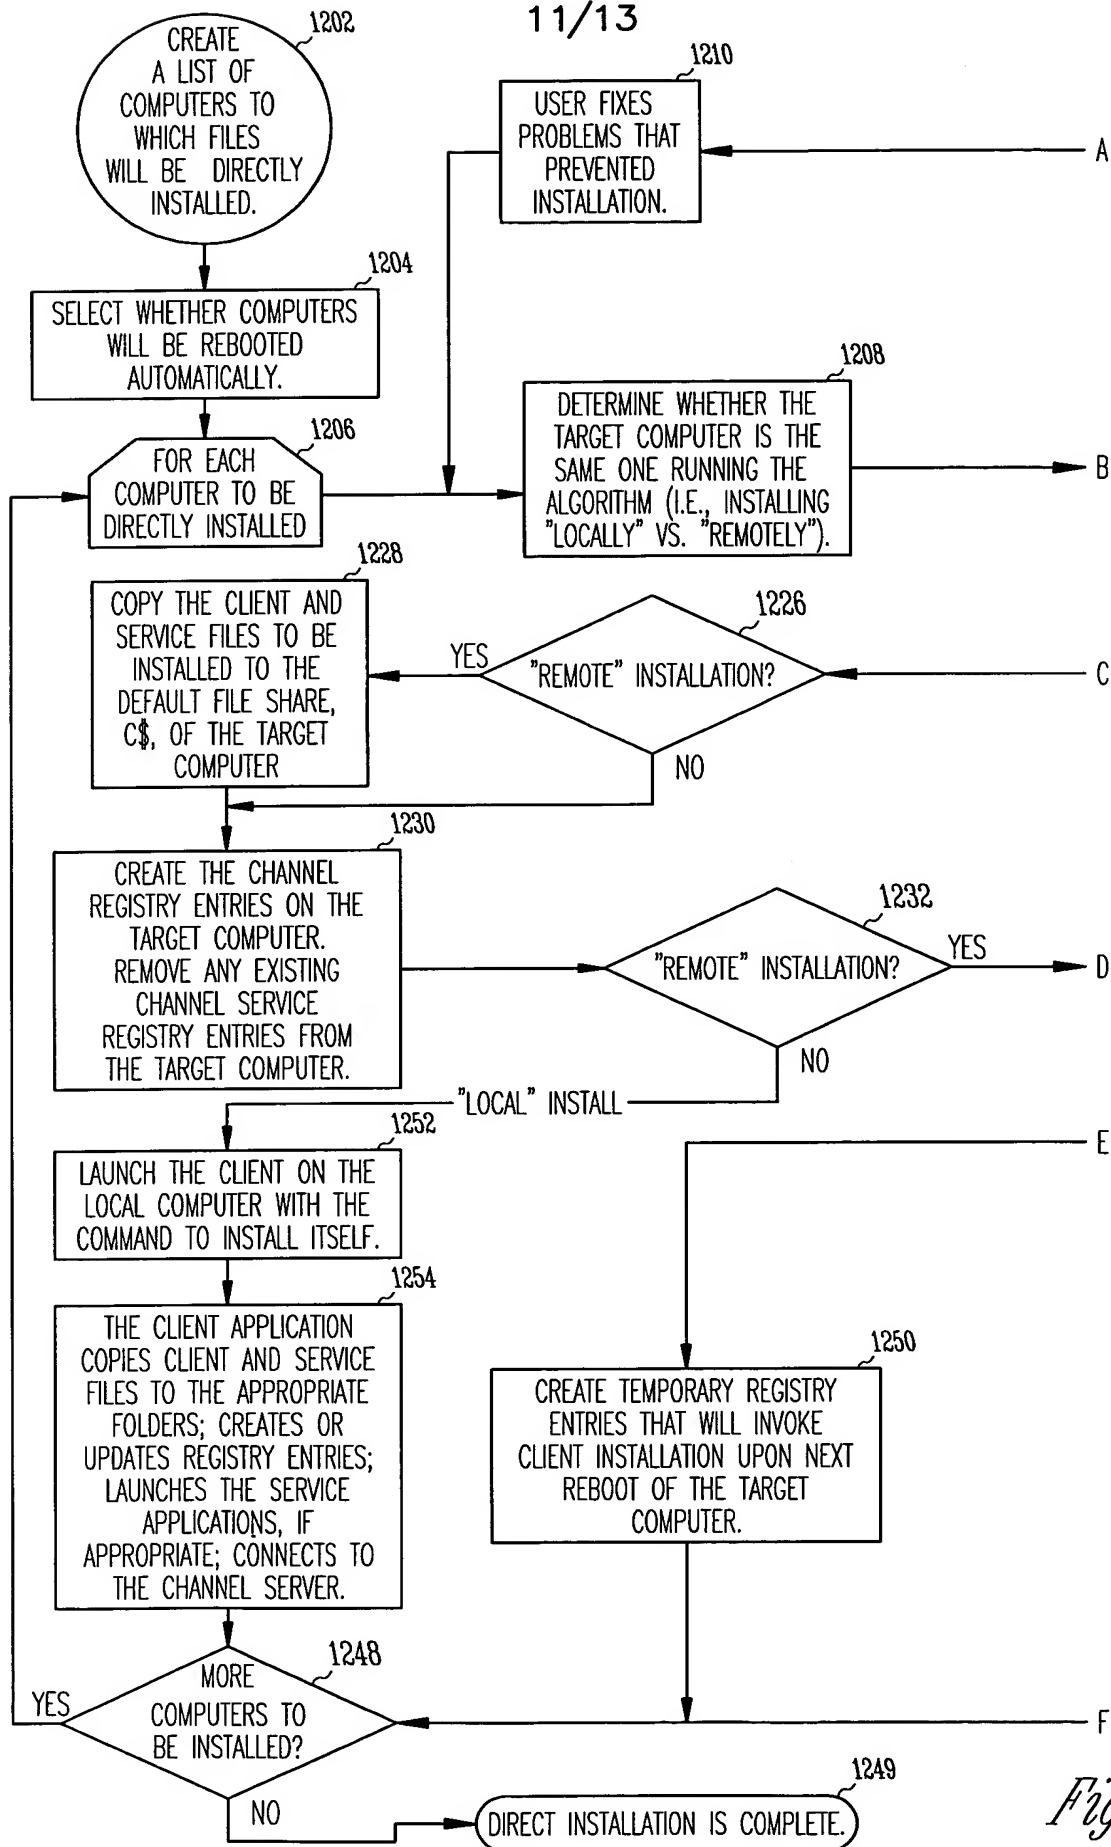 11/13
1202
CREATE
A LIST OF
COMPUTERS TO
WHICH FILES
WILL BE DIRECTLY
INSTALLED.
1210
USER FIXES
PROBLEMS THAT
PREVENTED
INSTALLATION.
A
1204
SELECT WHETHER COMPUTERS
WILL BE REBOOTED
AUTOMATICALLY.
1206
FOR EACH
COMPUTER TO BE
DIRECTLY INSTALLED
1208
DETERMINE WHETHER THE
TARGET COMPUTER IS THE
SAME ONE RUNNING THE
ALGORITHM (I.E., INSTALLING
"LOCALLY" VS. "REMOTELY").
B
1228
COPY THE CLIENT AND
SERVICE FILES TO BE
INSTALLED TO THE
DEFAULT FILE SHARE,
C$, OF THE TARGET
COMPUTER
YES
1226
"REMOTE" INSTALLATION?
C
NO
1230
CREATE THE CHANNEL
REGISTRY ENTRIES ON THE
TARGET COMPUTER.
REMOVE ANY EXISTING
CHANNEL SERVICE
REGISTRY ENTRIES FROM
THE TARGET COMPUTER.
1232
"REMOTE" INSTALLATION?
YES
D
NO
"LOCAL" INSTALL
1252
LAUNCH THE CLIENT ON THE
LOCAL COMPUTER WITH THE
COMMAND TO INSTALL ITSELF.
E
1254
THE CLIENT APPLICATION
COPIES CLIENT AND SERVICE
FILES TO THE APPROPRIATE
FOLDERS; CREATES OR
UPDATES REGISTRY ENTRIES;
LAUNCHES THE SERVICE
APPLICATIONS, IF
APPROPRIATE; CONNECTS TO
THE CHANNEL SERVER.
1250
CREATE TEMPORARY REGISTRY
ENTRIES THAT WILL INVOKE
CLIENT INSTALLATION UPON NEXT
REBOOT OF THE TARGET
COMPUTER.
1248
MORE
COMPUTERS TO
BE INSTALLED?
YES
F
NO
1249
DIRECT INSTALLATION IS COMPLETE.
Fig